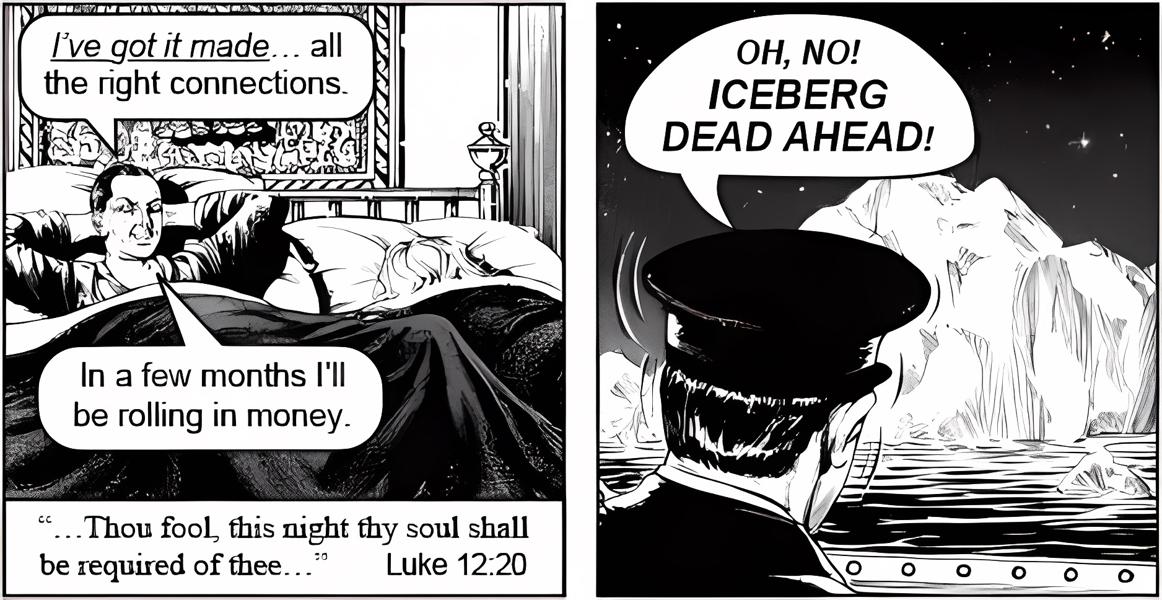 I've got it made... all
the right connections.
In a few months I'll
be rolling in money.
“...Thou fool, this night thy soul shall
be required of thee...”   Luke 12:20
OH, NO!
ICEBERG
DEAD AHEAD!